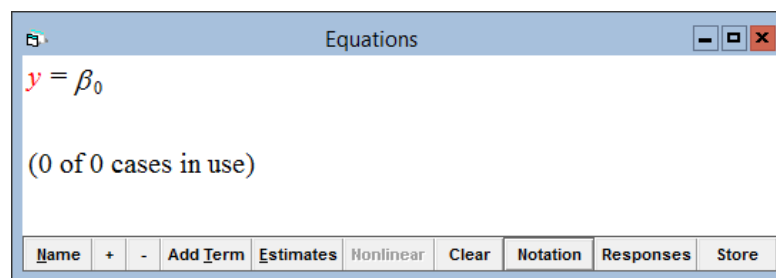 Equations
y = β₀
(0 of 0 cases in use)
Name + - Add Term Estimates Nonlinear Clear Notation Responses Store